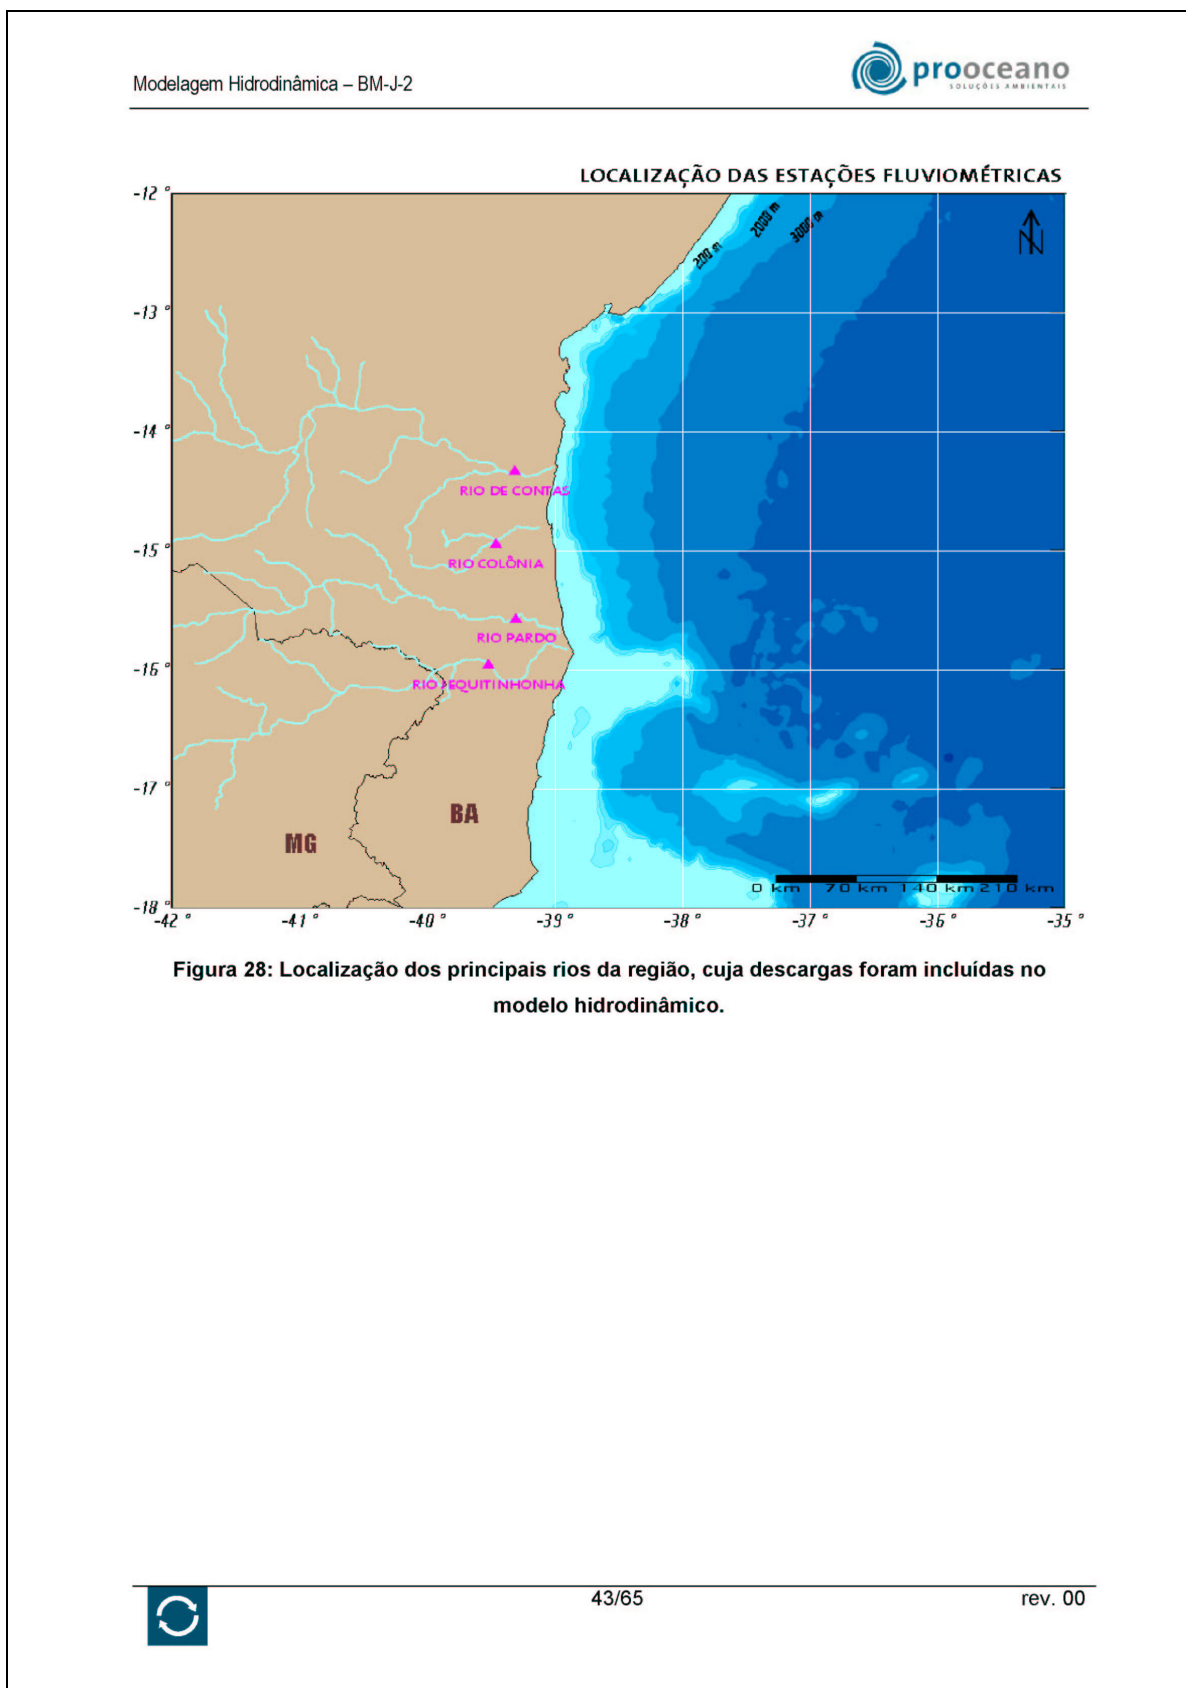 Modelagem Hidrodinâmica – BM-J-2
prooceano
SOLUÇÕES AMBIENTAIS
LOCALIZAÇÃO DAS ESTAÇÕES FLUVIOMÉTRICAS
-12 °
200 m
2000 m
3000 m
N
-13 °
-14 °
RIO DE CONTAS
-15 °
RIO COLÔNIA
RIO PARDO
-16 °
RIO JEQUITINHONHA
-17 °
BA
MG
0 km 70 km 140 km 210 km
-18 °
-42 ° -41 ° -40 ° -39 ° -38 ° -37 ° -36 ° -35 °
Figura 28: Localização dos principais rios da região, cuja descargas foram incluídas no
modelo hidrodinâmico.
43/65
rev. 00